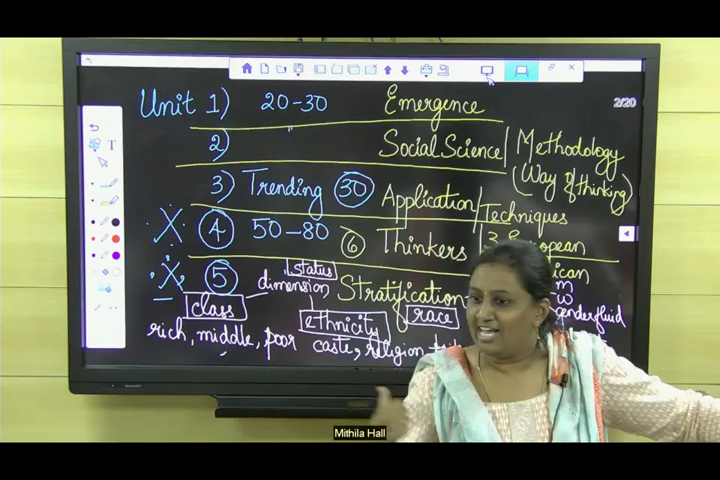 2/20
Unit 1) 20-30 Emergence
2) Social Science Methodology
(Way of thinking)
3) Trending 30 Application Techniques
X 4 50-80 6 Thinkers 3 European
X 5 status
dimension Stratification
class ethnicity race genderfluid
rich, middle, poor caste, religion
Mithila Hall